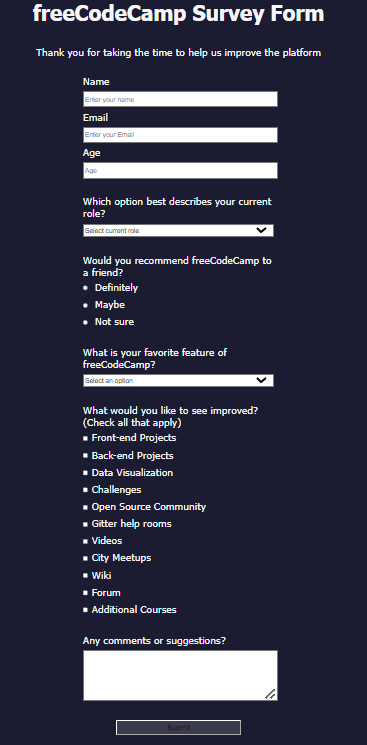 freeCodeCamp Survey Form
Thank you for taking the time to help us improve the platform
Name
Enter your name
Email
Enter your Email
Age
Age
Which option best describes your current
role?
Select current role
Would you recommend freeCodeCamp to
a friend?
Definitely
Maybe
Not sure
What is your favorite feature of
freeCodeCamp?
Select an option
What would you like to see improved?
(Check all that apply)
Front-end Projects
Back-end Projects
Data Visualization
Challenges
Open Source Community
Gitter help rooms
Videos
City Meetups
Wiki
Forum
Additional Courses
Any comments or suggestions?
Submit